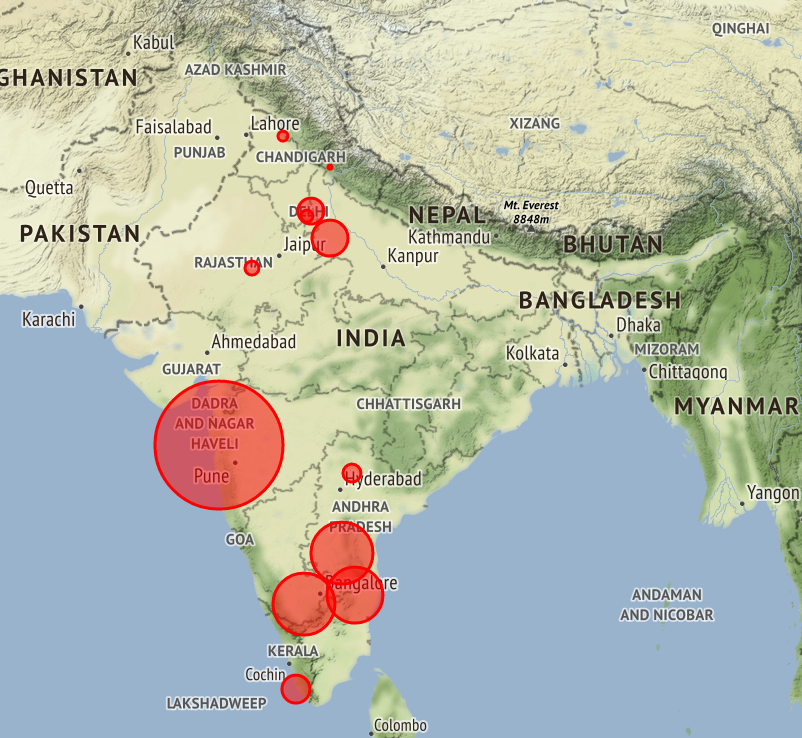 QINGHAI
Kabul
AZAD KASHMIR
GHANISTAN
Faisalabad
Lahore
XIZANG
PUNJAB
CHANDIGARH
Quetta
Mt. Everest
8848m
DELHI
NEPAL
PAKISTAN
Kathmandu
BHUTAN
Jaipur
Kanpur
RAJASTHAN
BANGLADESH
Karachi
Dhaka
INDIA
Ahmedabad
Kolkata
MIZORAM
GUJARAT
Chittagong
DADRA
AND NAGAR
HAVELI
CHHATTISGARH
MYANMAR
Pune
Hyderabad
Yangon
ANDHRA
PRADESH
GOA
Bangalore
ANDAMAN
AND NICOBAR
KERALA
Cochin
LAKSHADWEEP
Colombo